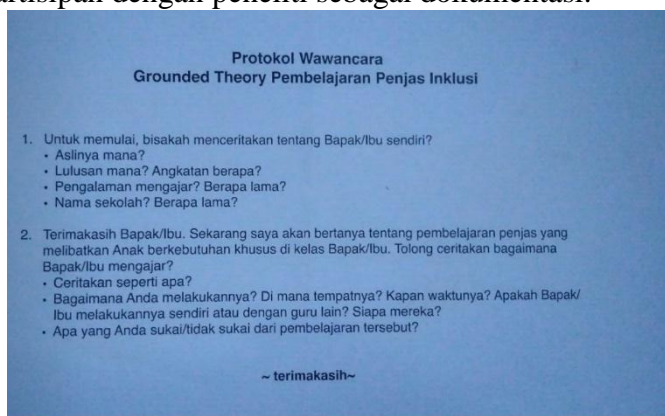 dengan peneliti sebagai dokumentasi.
Protokol Wawancara
Grounded Theory Pembelajaran Penjas Inklusi
1. Untuk memulai, bisakah menceritakan tentang Bapak/Ibu sendiri?
• Aslinya mana?
• Lulusan mana? Angkatan berapa?
• Pengalaman mengajar? Berapa lama?
• Nama sekolah? Berapa lama?
2. Terimakasih Bapak/Ibu. Sekarang saya akan bertanya tentang pembelajaran penjas yang
melibatkan Anak berkebutuhan khusus di kelas Bapak/Ibu. Tolong ceritakan bagaimana
Bapak/Ibu mengajar?
• Ceritakan seperti apa?
• Bagaimana Anda melakukannya? Di mana tempatnya? Kapan waktunya? Apakah Bapak/
Ibu melakukannya sendiri atau dengan guru lain? Siapa mereka?
• Apa yang Anda sukai/tidak sukai dari pembelajaran tersebut?
~ terimakasih~